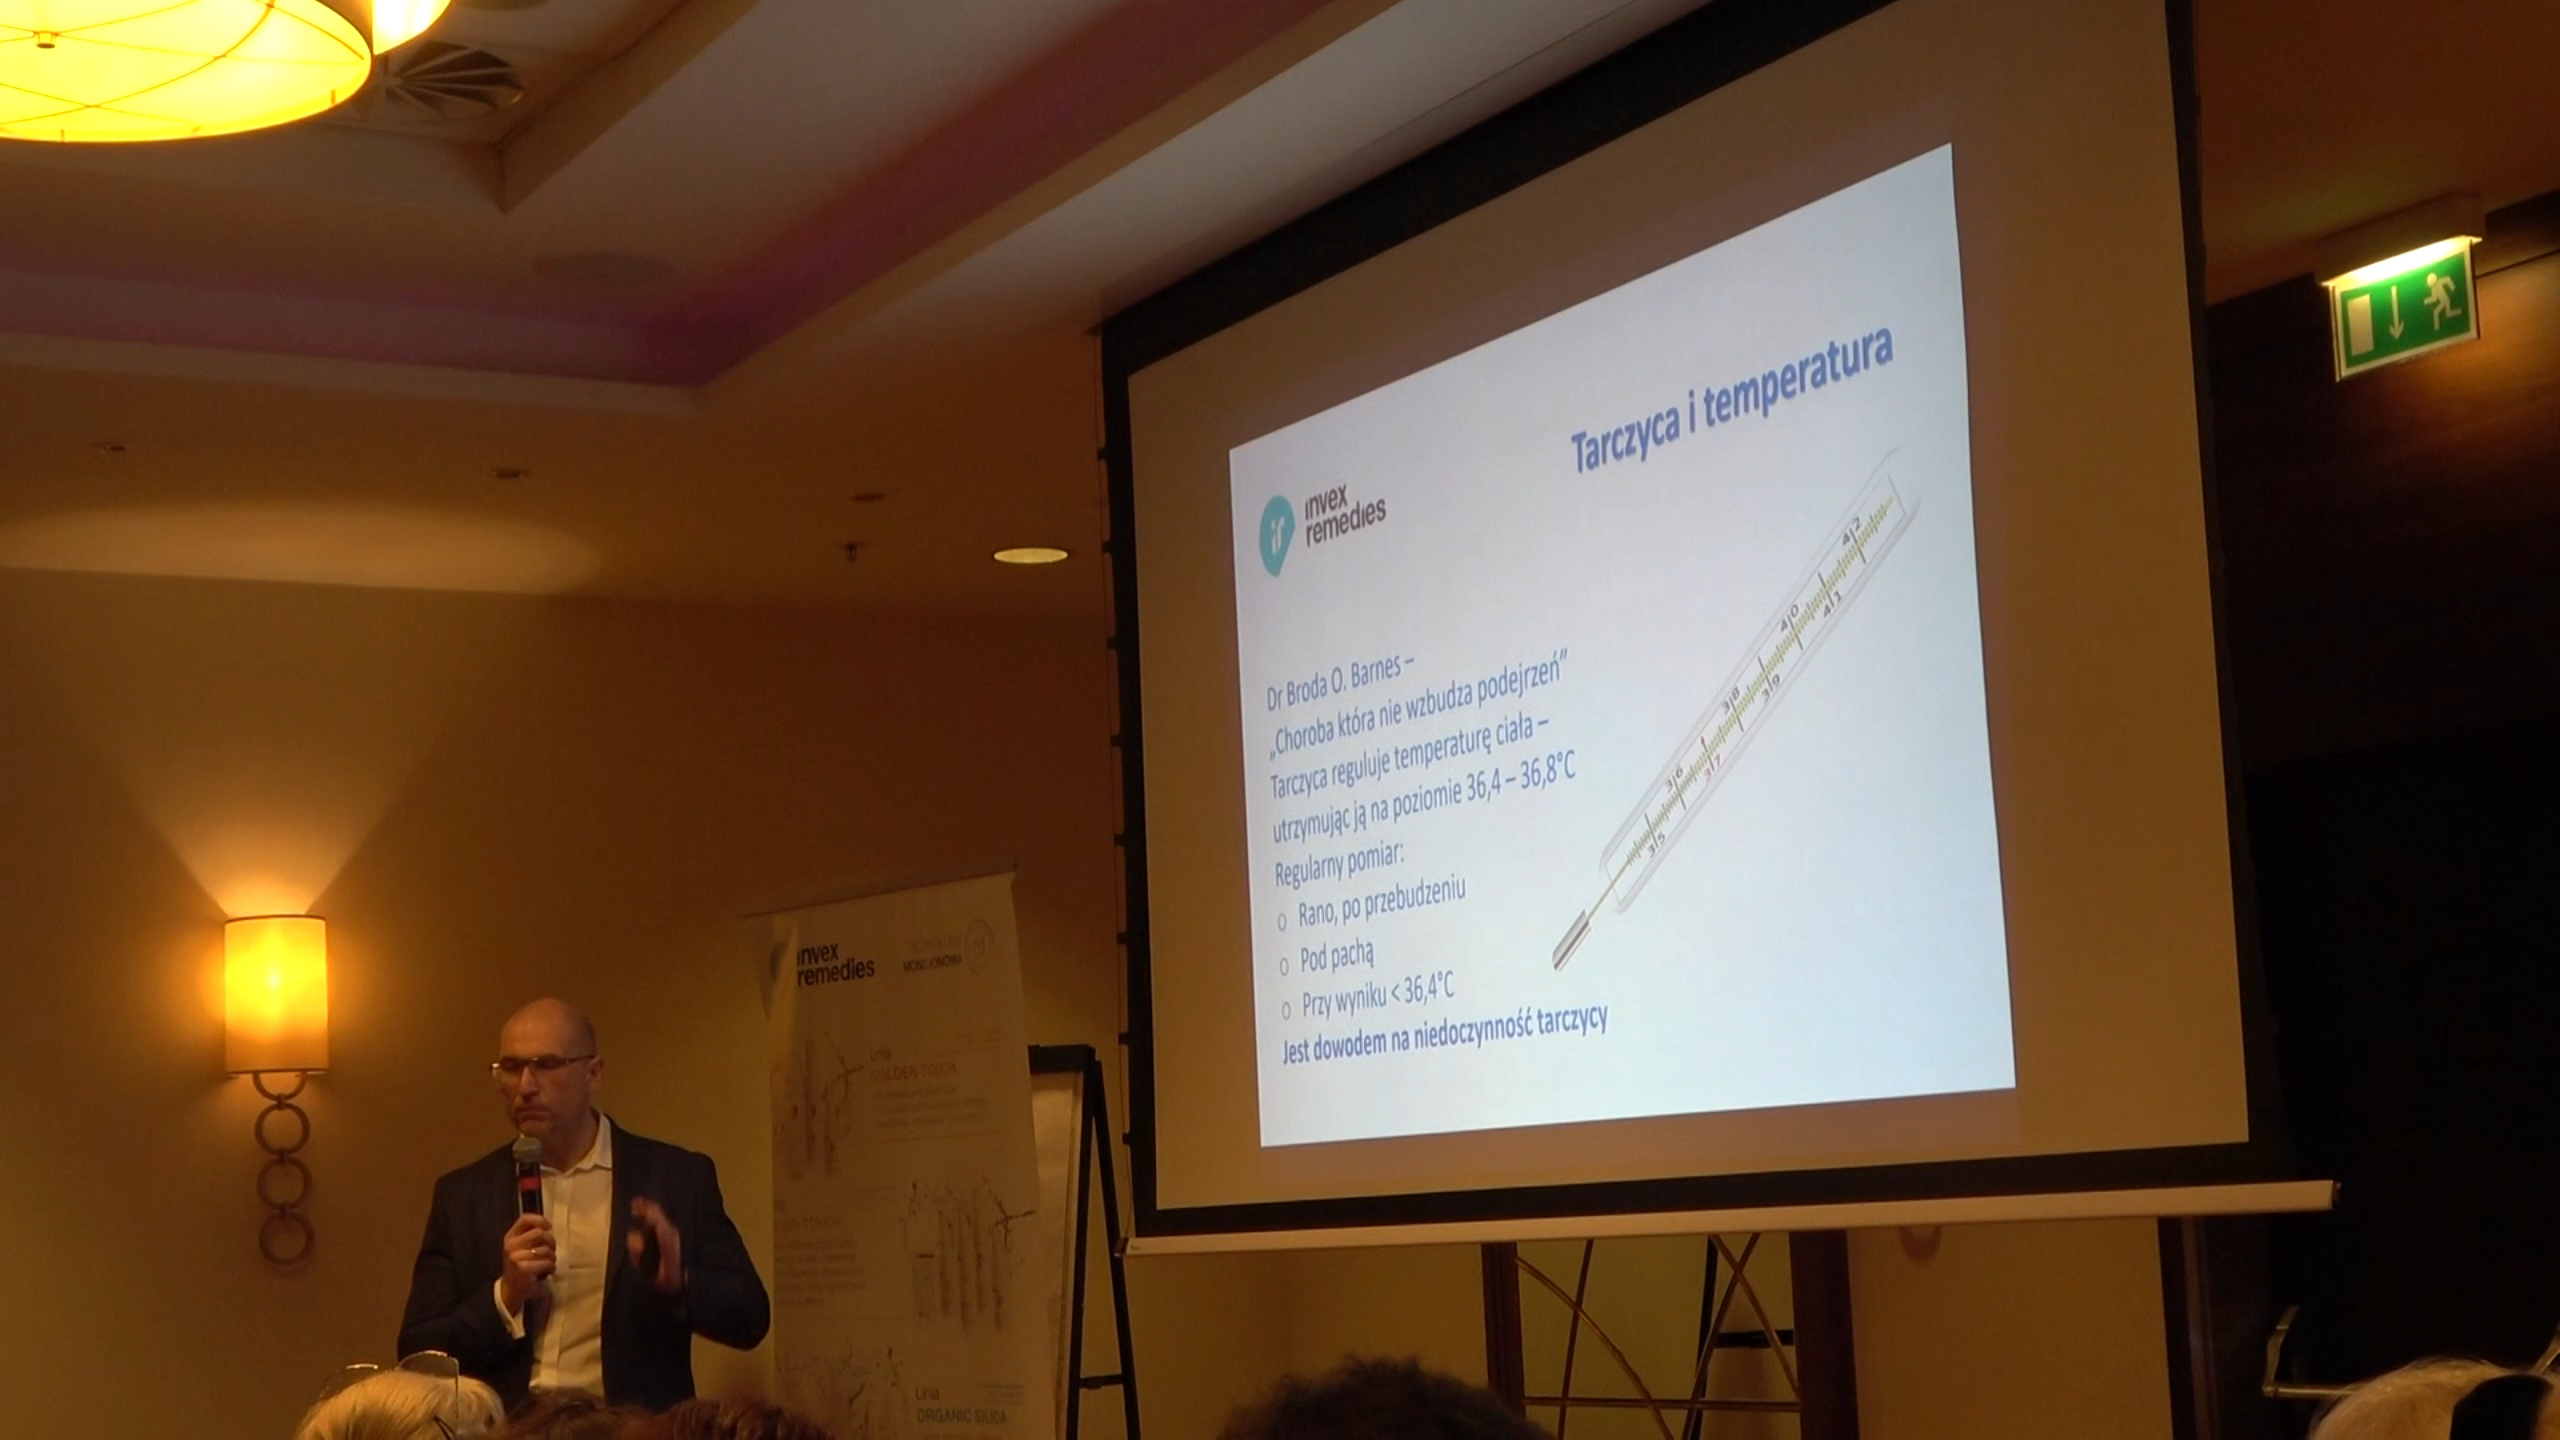 Tarczyca i temperatura
invex
remedies
Dr Broda O. Barnes –
„Choroba która nie wzbudza podejrzeń”
Tarczyca reguluje temperaturę ciała –
utrzymując ją na poziomie 36,4 – 36,8°C
Regularny pomiar:
o Rano, po przebudzeniu
o Pod pachą
o Przy wyniku < 36,4°C
Jest dowodem na niedoczynność tarczycy
42
41
40
39
38
37
36
35
invex
remedies
MONOJONOWA
Linia
GOLDEN TOUCH
Linia
ORGANIC SILICA